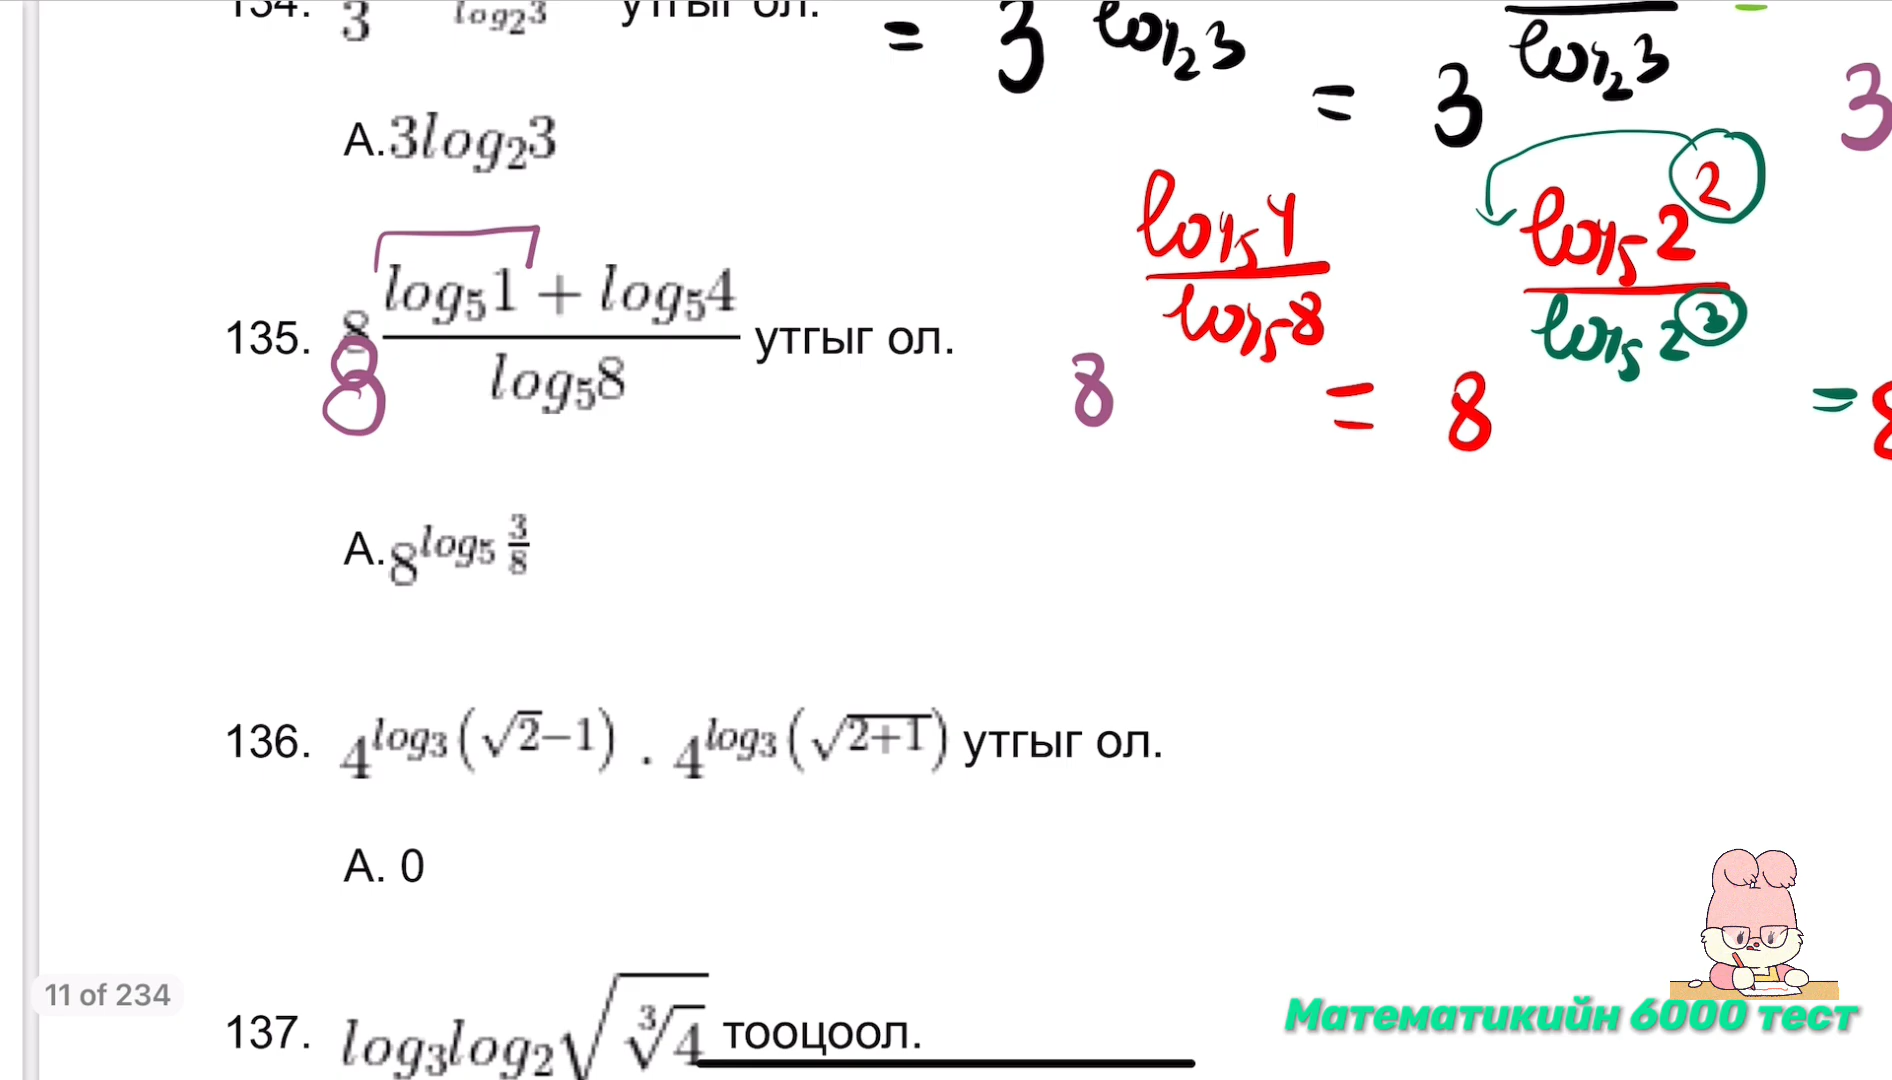 134. 3 log₂3 утгыг ол. = 3 log₂3 = 3 log₂3 3
А.3log₂3
135. 8^((log₅1 + log₅4)/(log₅8)) утгыг ол. 8^(log₅4/log₅8) = 8^(log₅2²/log₅2³) = 8
А.8^(log₅ 3/8)
136. 4^(log₃(√2−1)) . 4^(log₃(√(2+1))) утгыг ол.
А. 0
137. log₃log₂√∛4 тооцоол.
11 of 234
Математикийн 6000 тест